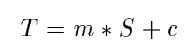 T = m * S + c